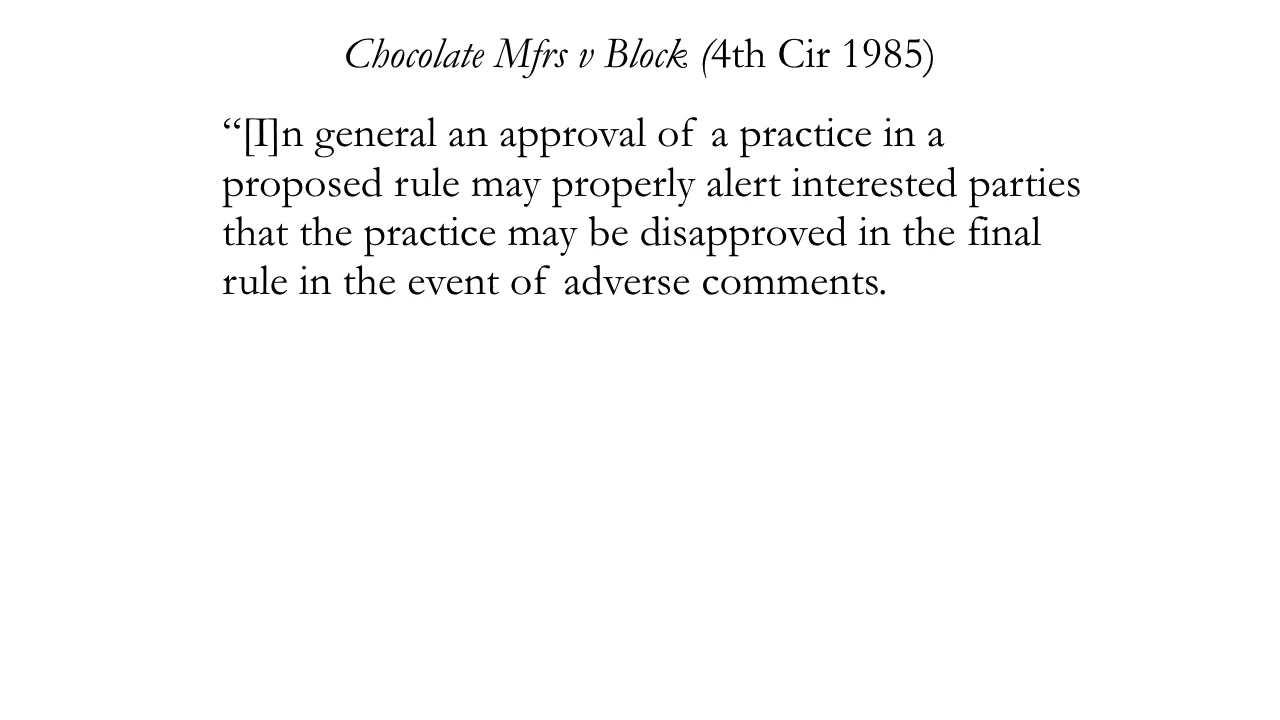 Chocolate Mfrs v Block (4th Cir 1985)
“[I]n general an approval of a practice in a
proposed rule may properly alert interested parties
that the practice may be disapproved in the final
rule in the event of adverse comments.